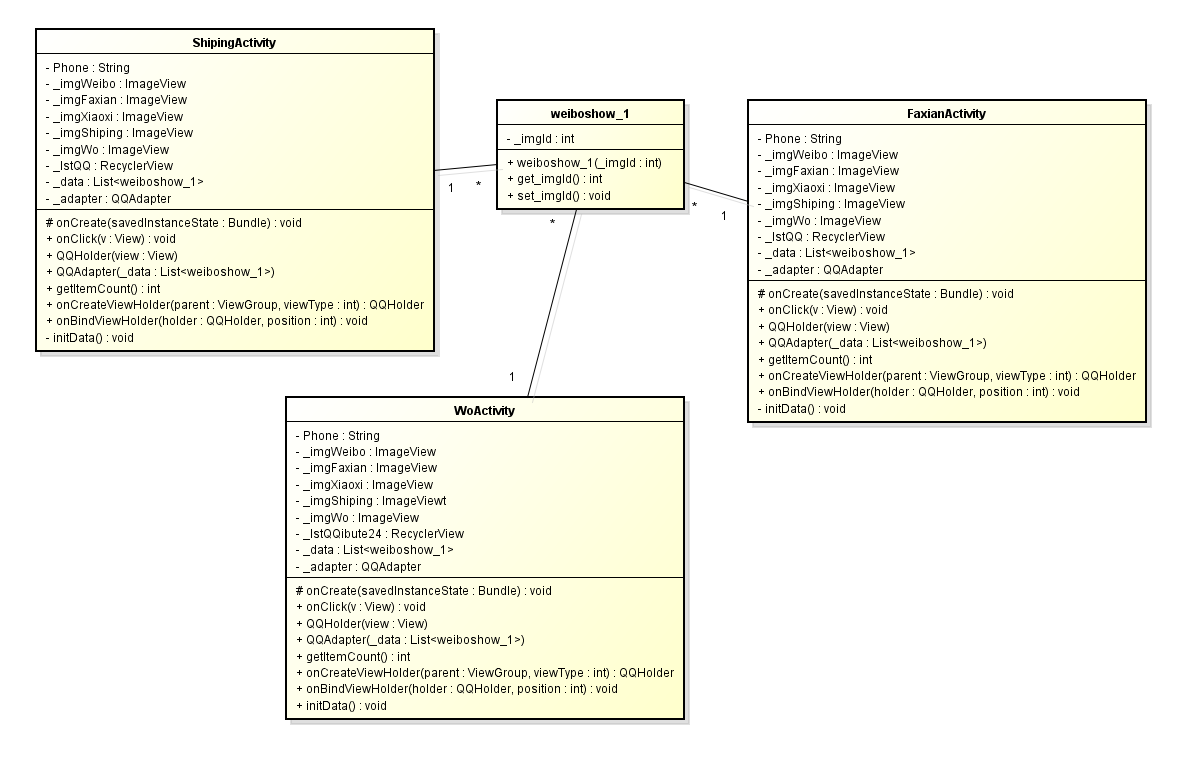 ShipingActivity
- Phone : String
- _imgWeibo : ImageView
- _imgFaxian : ImageView
- _imgXiaoxi : ImageView
- _imgShiping : ImageView
- _imgWo : ImageView
- _lstQQ : RecyclerView
- _data : List<weiboshow_1>
- _adapter : QQAdapter
# onCreate(savedInstanceState : Bundle) : void
+ onClick(v : View) : void
+ QQHolder(view : View)
+ QQAdapter(_data : List<weiboshow_1>)
+ getItemCount() : int
+ onCreateViewHolder(parent : ViewGroup, viewType : int) : QQHolder
+ onBindViewHolder(holder : QQHolder, position : int) : void
- initData() : void
1
*
weiboshow_1
- _imgId : int
+ weiboshow_1(_imgId : int)
+ get_imgId() : int
+ set_imgId() : void
*
1
*
1
FaxianActivity
- Phone : String
- _imgWeibo : ImageView
- _imgFaxian : ImageView
- _imgXiaoxi : ImageView
- _imgShiping : ImageView
- _imgWo : ImageView
- _lstQQ : RecyclerView
- _data : List<weiboshow_1>
- _adapter : QQAdapter
# onCreate(savedInstanceState : Bundle) : void
+ onClick(v : View) : void
+ QQHolder(view : View)
+ QQAdapter(_data : List<weiboshow_1>)
+ getItemCount() : int
+ onCreateViewHolder(parent : ViewGroup, viewType : int) : QQHolder
+ onBindViewHolder(holder : QQHolder, position : int) : void
- initData() : void
WoActivity
- Phone : String
- _imgWeibo : ImageView
- _imgFaxian : ImageView
- _imgXiaoxi : ImageView
- _imgShiping : ImageViewt
- _imgWo : ImageView
- _lstQQibute24 : RecyclerView
- _data : List<weiboshow_1>
- _adapter : QQAdapter
# onCreate(savedInstanceState : Bundle) : void
+ onClick(v : View) : void
+ QQHolder(view : View)
+ QQAdapter(_data : List<weiboshow_1>)
+ getItemCount() : int
+ onCreateViewHolder(parent : ViewGroup, viewType : int) : QQHolder
+ onBindViewHolder(holder : QQHolder, position : int) : void
+ initData() : void